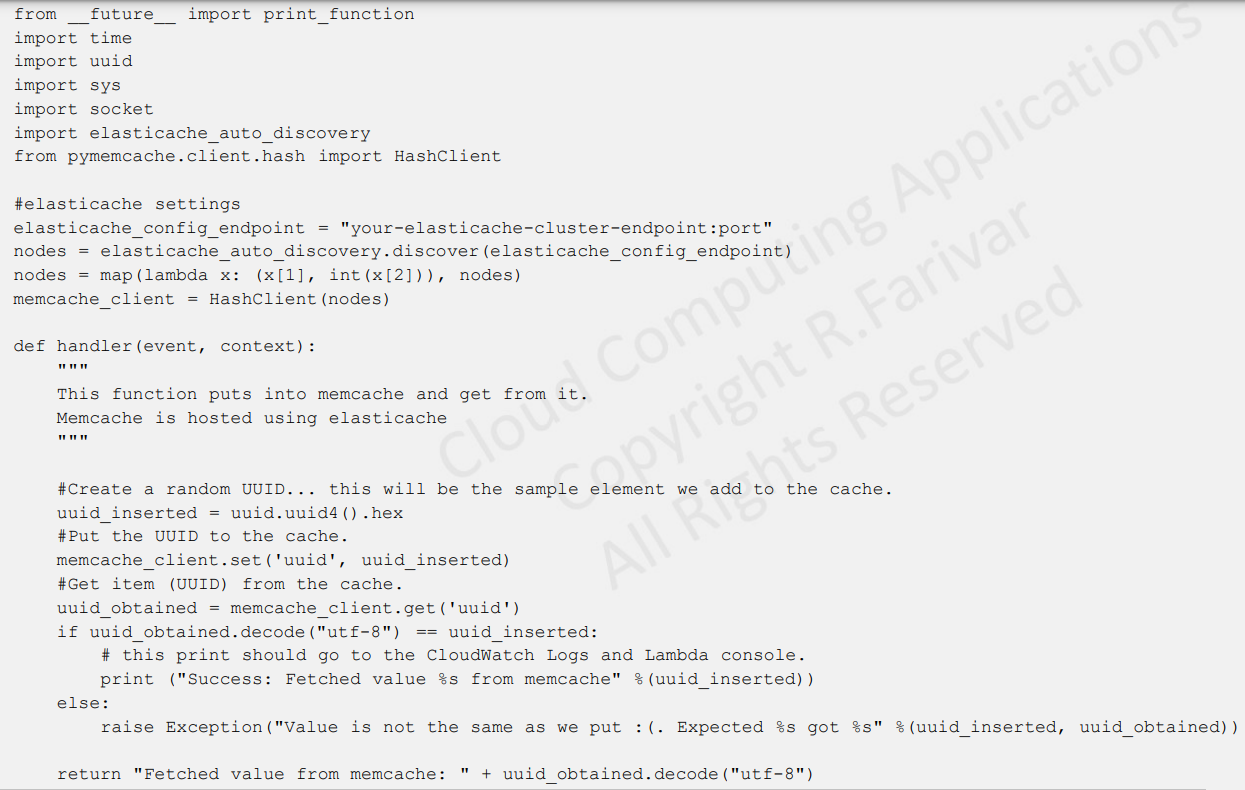 from __future__ import print_function
import time
import uuid
import sys
import socket
import elasticache_auto_discovery
from pymemcache.client.hash import HashClient

#elasticache settings
elasticache_config_endpoint = "your-elasticache-cluster-endpoint:port"
nodes = elasticache_auto_discovery.discover(elasticache_config_endpoint)
nodes = map(lambda x: (x[1], int(x[2])), nodes)
memcache_client = HashClient(nodes)

def handler(event, context):
    """
    This function puts into memcache and get from it.
    Memcache is hosted using elasticache
    """

    #Create a random UUID... this will be the sample element we add to the cache.
    uuid_inserted = uuid.uuid4().hex
    #Put the UUID to the cache.
    memcache_client.set('uuid', uuid_inserted)
    #Get item (UUID) from the cache.
    uuid_obtained = memcache_client.get('uuid')
    if uuid_obtained.decode("utf-8") == uuid_inserted:
        # this print should go to the CloudWatch Logs and Lambda console.
        print ("Success: Fetched value %s from memcache" %(uuid_inserted))
    else:
        raise Exception("Value is not the same as we put :(. Expected %s got %s" %(uuid_inserted, uuid_obtained))

    return "Fetched value from memcache: " + uuid_obtained.decode("utf-8")
Cloud Computing Applications
Copyright R.Farivar
All Rights Reserved